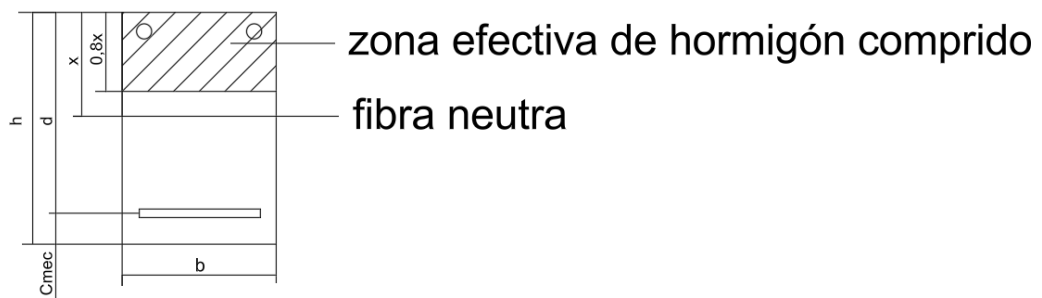 h
d
x
0,8x
zona efectiva de hormigón comprido
fibra neutra
Cmec
b